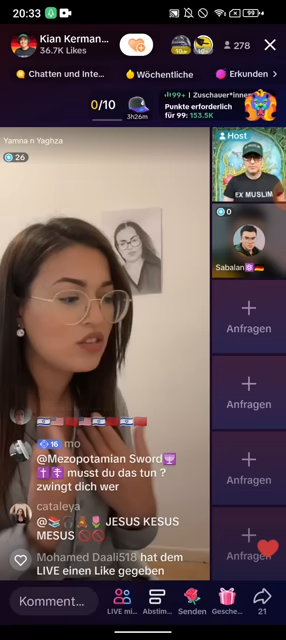 20:33
99+
Kian Kerman...
36.7K Likes
278
Chatten und Inte...
Wöchentliche
Erkunden
0/10
3h26m
99+ | Zuschauer*innen
Punkte erforderlich
für 99: 153.5K
Yamna n Yaghza
26
Host
EX MUSLIM
0
Sabalan
Anfragen
Anfragen
Anfragen
Anfragen
Anfragen
16 mo
@Mezopotamian Sword
musst du das tun ?
zwingt dich wer
cataleya
@ JESUS KESUS
MESUS
Mohamed Daali518 hat dem
LIVE einen Like gegeben
Komment...
LIVE mi...
Abstim...
Senden
Gesche...
21